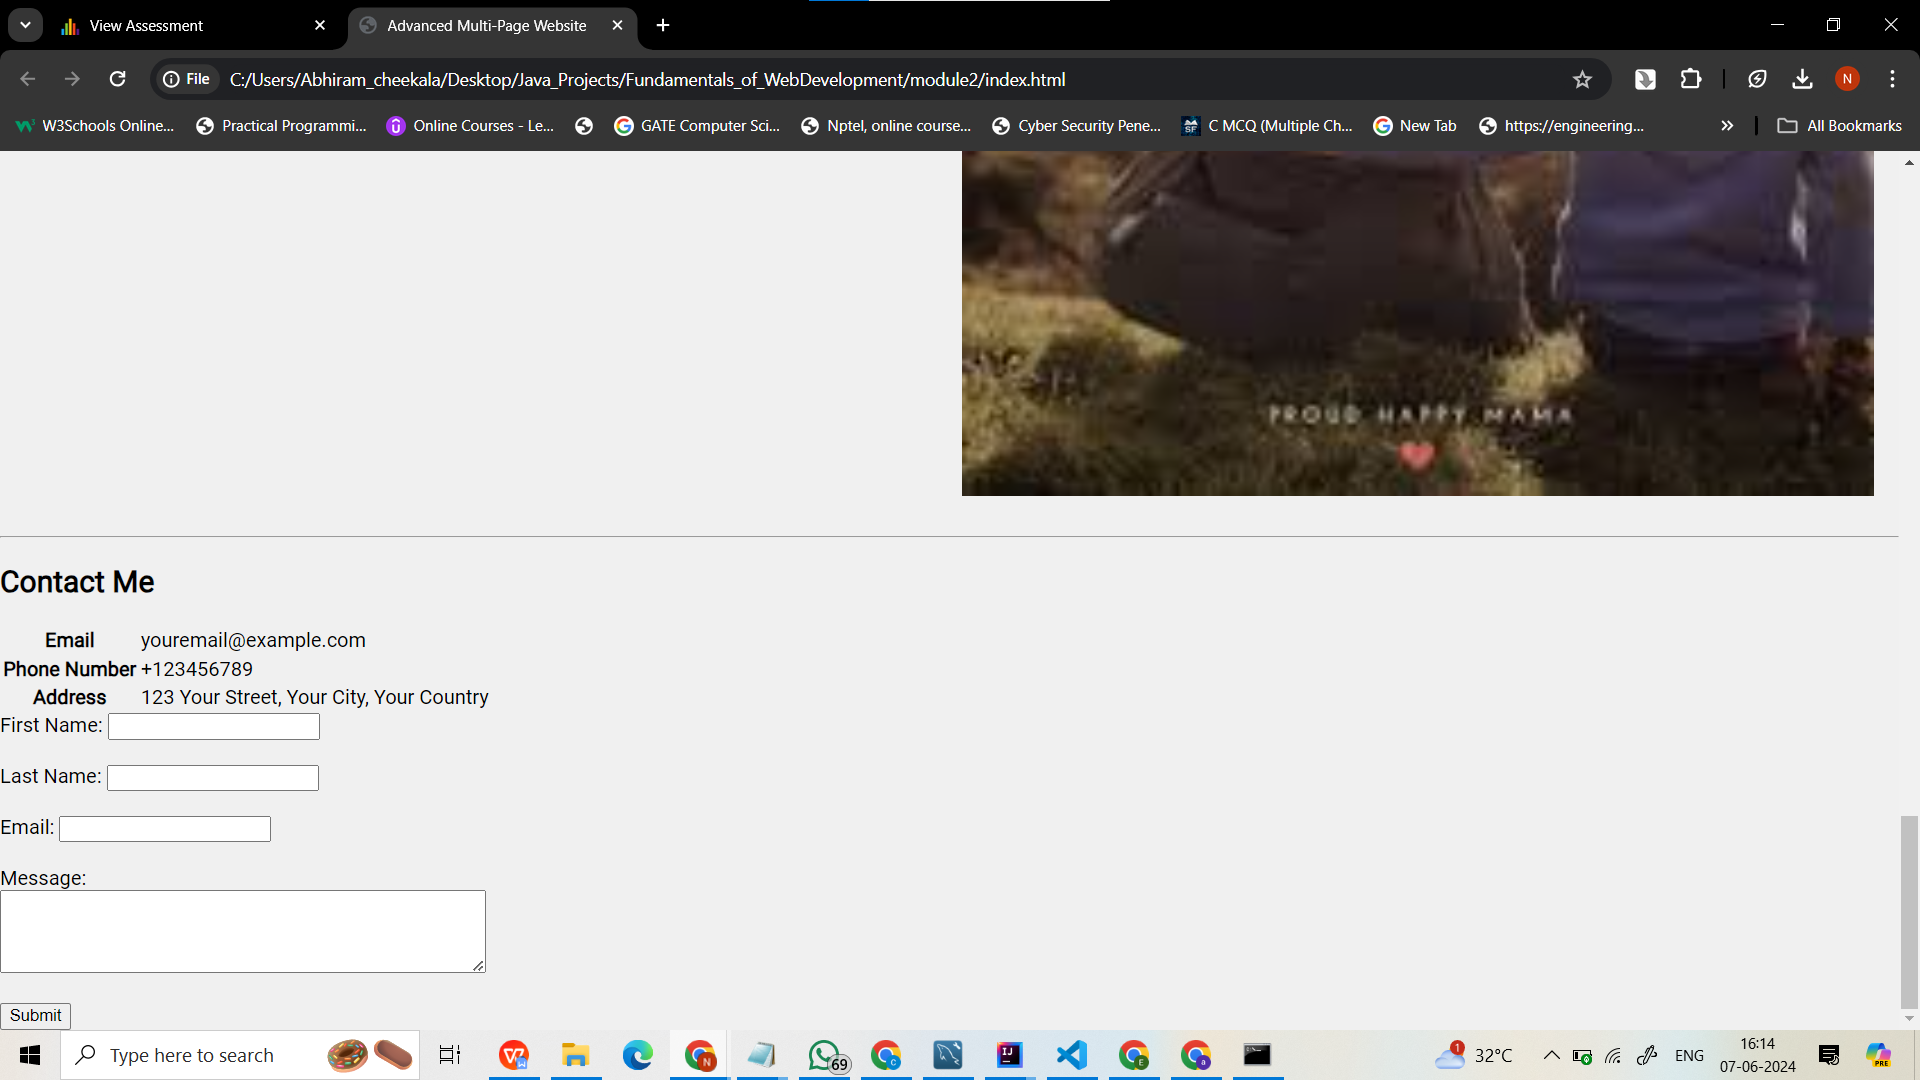 View Assessment
Advanced Multi-Page Website
File
C:/Users/Abhiram_cheekala/Desktop/Java_Projects/Fundamentals_of_WebDevelopment/module2/index.html
N
W3Schools Online...
Practical Programmi...
Online Courses - Le...
GATE Computer Sci...
Nptel, online course...
Cyber Security Pene...
C MCQ (Multiple Ch...
New Tab
https://engineering...
All Bookmarks
PROUD HAPPY MAMA
Contact Me
Email youremail@example.com
Phone Number +123456789
Address 123 Your Street, Your City, Your Country
First Name:
Last Name:
Email:
Message:
Submit
Type here to search
69
1
32°C
ENG
16:14
07-06-2024
PRE